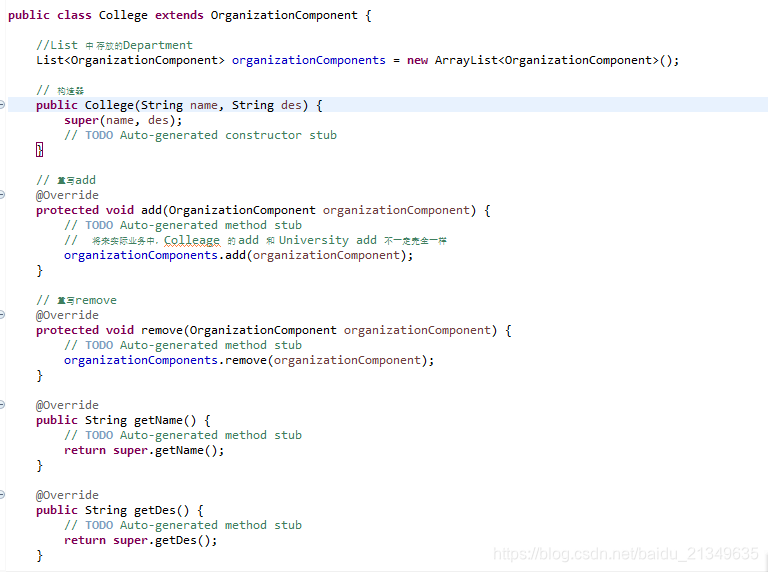 public class College extends OrganizationComponent {
//List 中 存放的Department
List<OrganizationComponent> organizationComponents = new ArrayList<OrganizationComponent>();
// 构造器
public College(String name, String des) {
super(name, des);
// TODO Auto-generated constructor stub
}
// 重写add
@Override
protected void add(OrganizationComponent organizationComponent) {
// TODO Auto-generated method stub
// 将来实际业务中，Colleage 的 add 和 University add 不一定完全一样
organizationComponents.add(organizationComponent);
}
// 重写remove
@Override
protected void remove(OrganizationComponent organizationComponent) {
// TODO Auto-generated method stub
organizationComponents.remove(organizationComponent);
}
@Override
public String getName() {
// TODO Auto-generated method stub
return super.getName();
}
@Override
public String getDes() {
// TODO Auto-generated method stub
return super.getDes();
}
https://blog.csdn.net/baidu_21349635